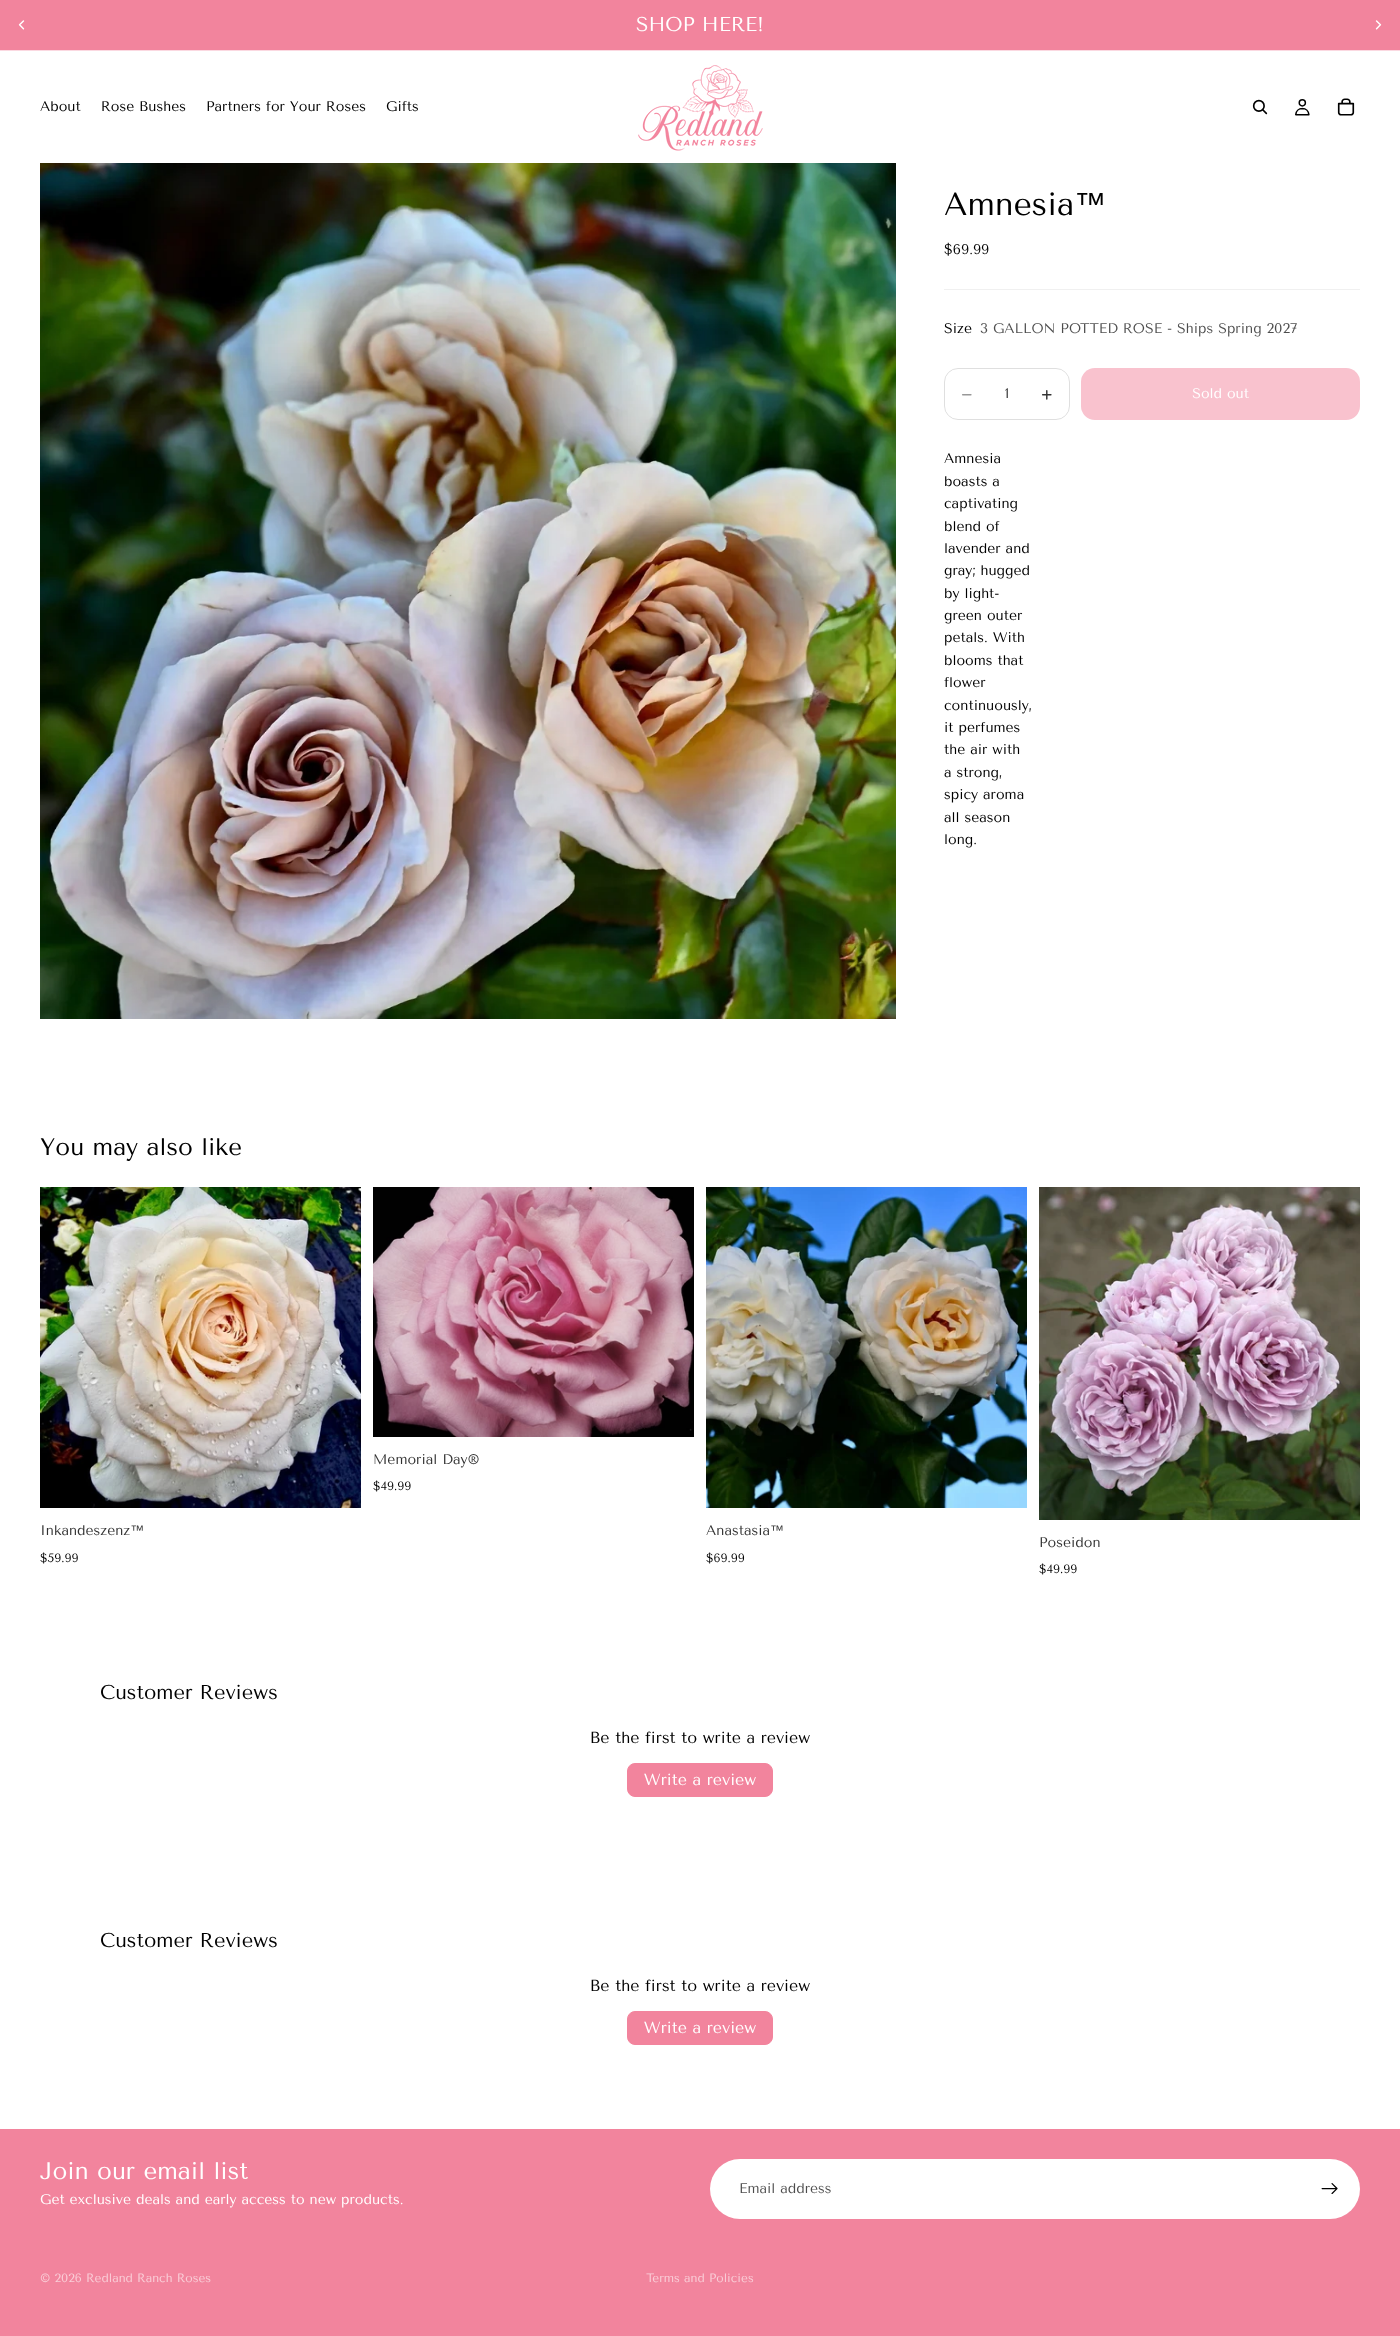 SHOP HERE!
About
Rose Bushes
Partners for Your Roses
Gifts
Redland
RANCH ROSES
Amnesia™
$69.99
Size 3 GALLON POTTED ROSE - Ships Spring 2027
1
Sold out
Amnesia
boasts a
captivating
blend of
lavender and
gray; hugged
by light-
green outer
petals. With
blooms that
flower
continuously,
it perfumes
the air with
a strong,
spicy aroma
all season
long.
You may also like
Inkandeszenz™
$59.99
Memorial Day®
$49.99
Anastasia™
$69.99
Poseidon
$49.99
Customer Reviews
Be the first to write a review
Write a review
Customer Reviews
Be the first to write a review
Write a review
Join our email list
Get exclusive deals and early access to new products.
Email address
© 2026 Redland Ranch Roses
Terms and Policies